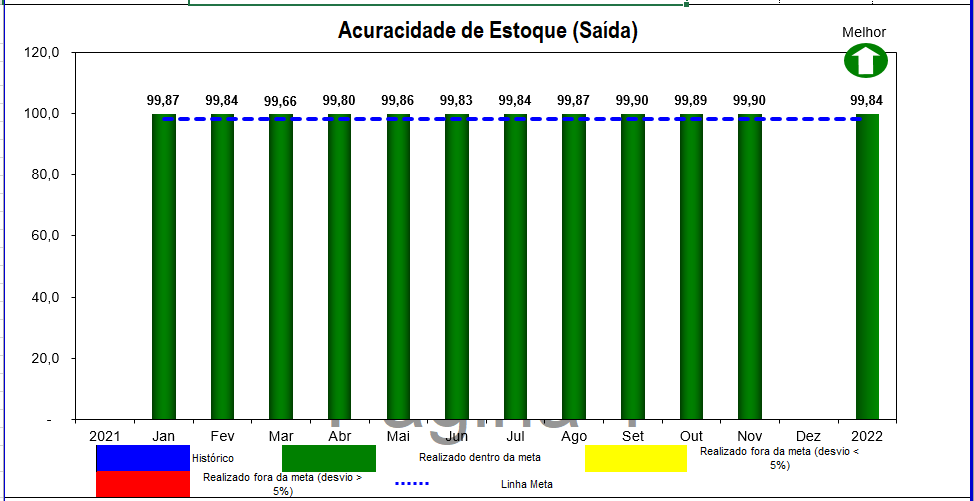 Acuracidade de Estoque (Saída)
Melhor
120,0
99,87 99,84 99,66 99,80 99,86 99,83 99,84 99,87 99,90 99,89 99,90 99,84
100,0
80,0
60,0
40,0
20,0
-
2021 Jan Fev Mar Abr Mai Jun Jul Ago Set Out Nov Dez 2022
Histórico
Realizado dentro da meta
Realizado fora da meta (desvio <
5%)
Realizado fora da meta (desvio >
5%)
Linha Meta